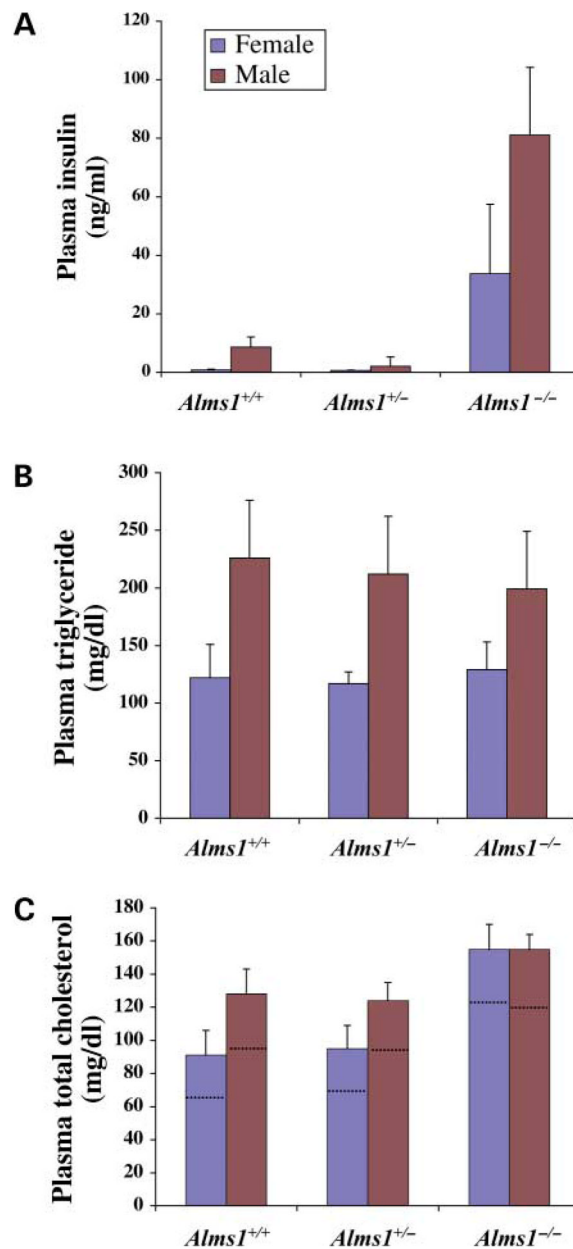 A
120
Female
Male
100
80
60
40
20
0
Plasma insulin
(ng/ml)
Alms1+/+
Alms1+/−
Alms1−/−
B
300
250
200
150
100
50
0
Plasma triglyceride
(mg/dl)
Alms1+/+
Alms1+/−
Alms1−/−
C
180
160
140
120
100
80
60
40
20
0
Plasma total cholesterol
(mg/dl)
Alms1+/+
Alms1+/−
Alms1−/−